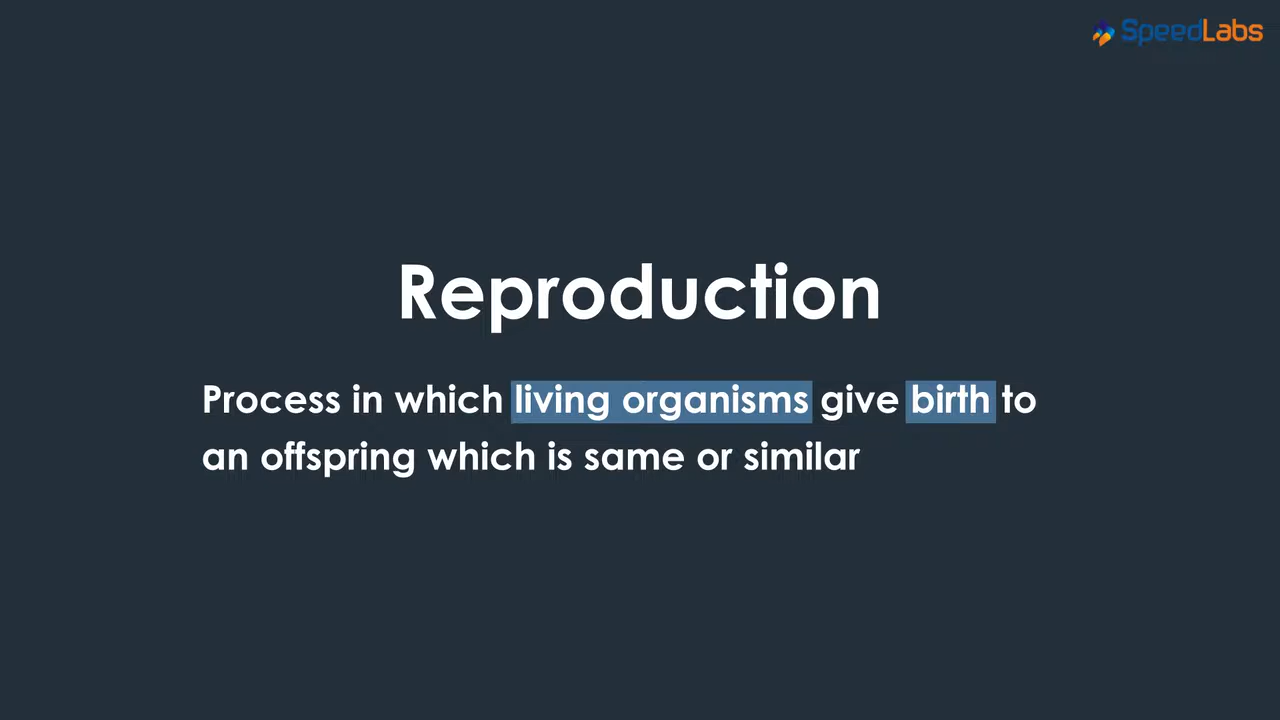 SpeedLabs
Reproduction
Process in which living organisms give birth to
an offspring which is same or similar